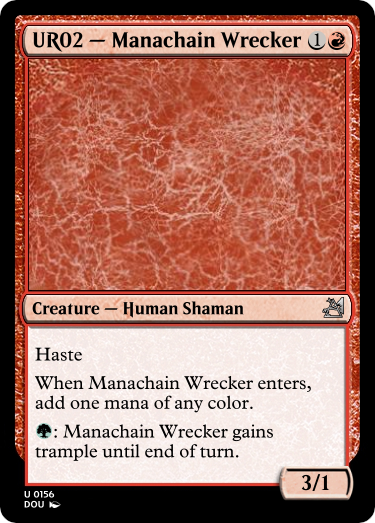 UR02 — Manachain Wrecker 1
Creature — Human Shaman
Haste
When Manachain Wrecker enters,
add one mana of any color.
: Manachain Wrecker gains
trample until end of turn.
3/1
U 0156
DOU